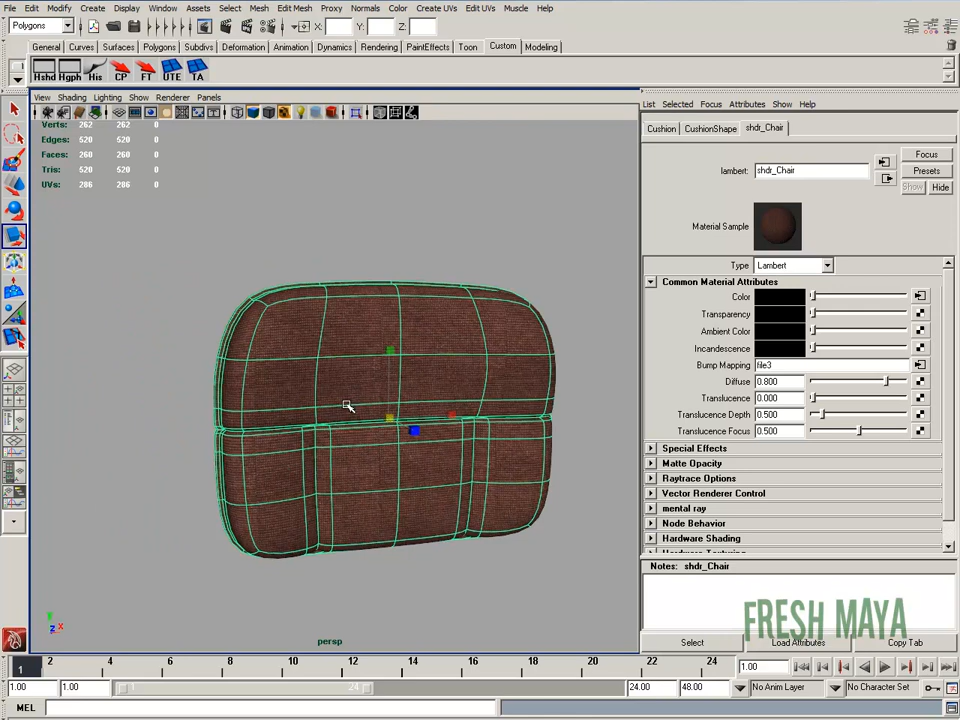 File Edit Modify Create Display Window Assets Select Mesh Edit Mesh Proxy Normals Color Create UVs Edit UVs Muscle Help
Polygons X: Y: Z:
General Curves Surfaces Polygons Subdivs Deformation Animation Dynamics Rendering PaintEffects Toon Custom Modeling
Hshd Hgph His CP FT UTE TA
View Shading Lighting Show Renderer Panels
List Selected Focus Attributes Show Help
Verts: 262 262 0
Edges: 520 520 0
Faces: 260 260 0
Tris: 520 520 0
UVs: 286 286 0
Cushion CushionShape shdr_Chair
lambert: shdr_Chair
Focus
Presets
Show Hide
Material Sample
Type Lambert
Common Material Attributes
Color
Transparency
Ambient Color
Incandescence
Bump Mapping file3
Diffuse 0.800
Translucence 0.000
Translucence Depth 0.500
Translucence Focus 0.500
Special Effects
Matte Opacity
Raytrace Options
Vector Renderer Control
mental ray
Node Behavior
Hardware Shading
Hardware Texturing
Notes: shdr_Chair
FRESH MAYA
Select Load Attributes Copy Tab
y
z x
persp
1 2 4 6 8 10 12 14 16 18 20 22 24 1.00
1.00 1.00 1 24 24.00 48.00 No Anim Layer No Character Set
MEL